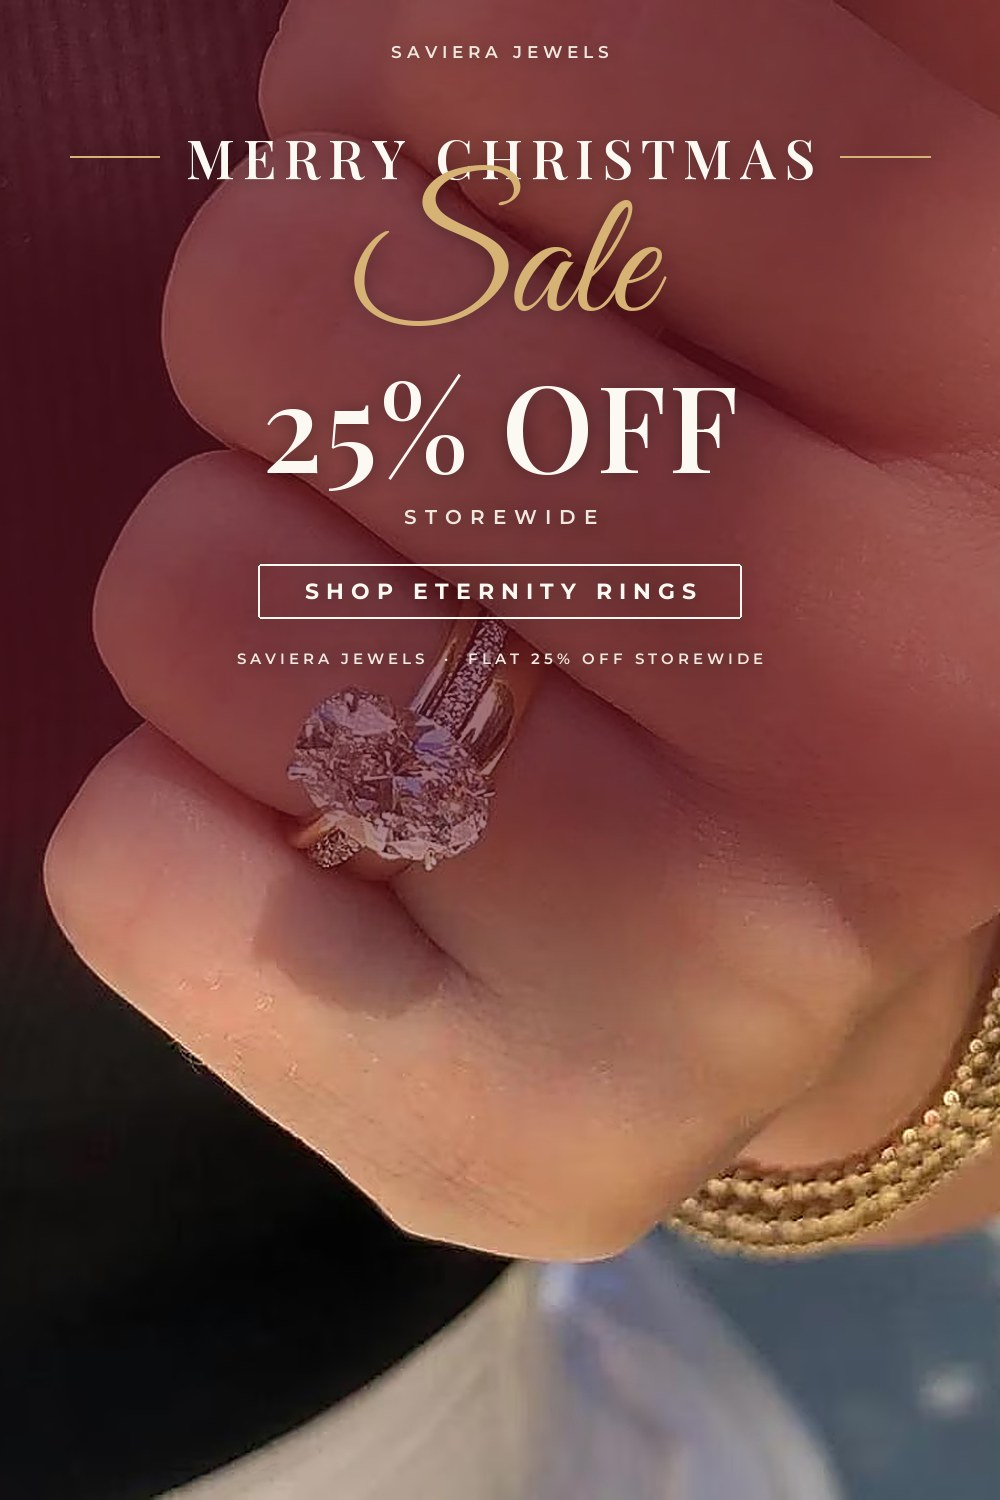 SAVIERA JEWELS
MERRY CHRISTMAS
Sale
25% OFF
STOREWIDE
SHOP ETERNITY RINGS
SAVIERA JEWELS · FLAT 25% OFF STOREWIDE